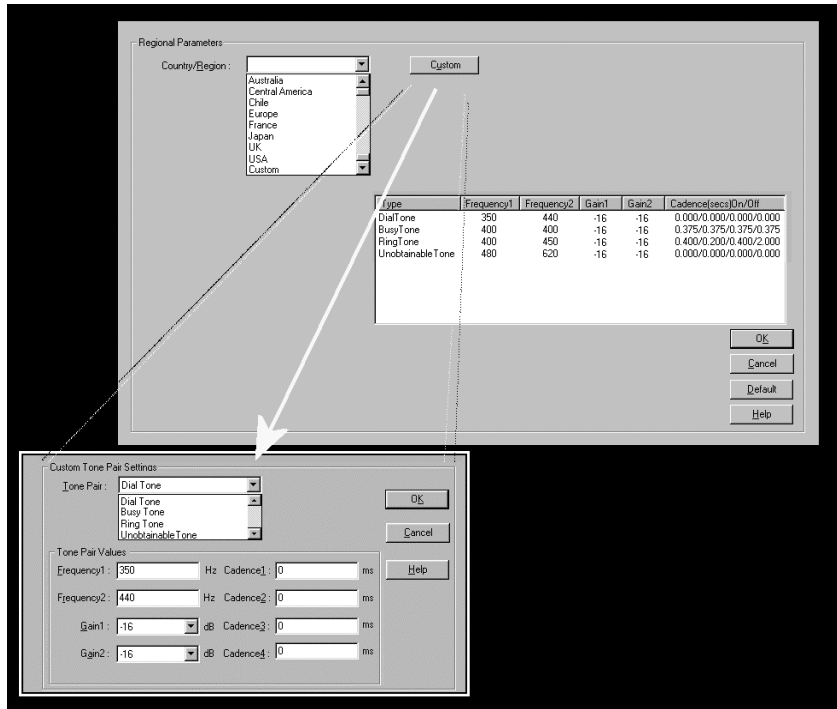 Regional Parameters
Country/Region :
Custom
Australia
Central America
Chile
Europe
France
Japan
UK
USA
Custom
Type Frequency1 Frequency2 Gain1 Gain2 Cadence(secs)On/Off
DialTone 350 440 -16 -16 0.000/0.000/0.000/0.000
BusyTone 400 400 -16 -16 0.375/0.375/0.375/0.375
RingTone 400 450 -16 -16 0.400/0.200/0.400/2.000
UnobtainableTone 480 620 -16 -16 0.000/0.000/0.000/0.000
OK
Cancel
Default
Help
Custom Tone Pair Settings
Tone Pair : Dial Tone
Dial Tone
Busy Tone
Ring Tone
UnobtainableTone
OK
Cancel
Help
Tone Pair Values
Frequency1 : 350 Hz Cadence1 : 0 ms
Frequency2 : 440 Hz Cadence2 : 0 ms
Gain1 : -16 dB Cadence3 : 0 ms
Gain2 : -16 dB Cadence4 : 0 ms